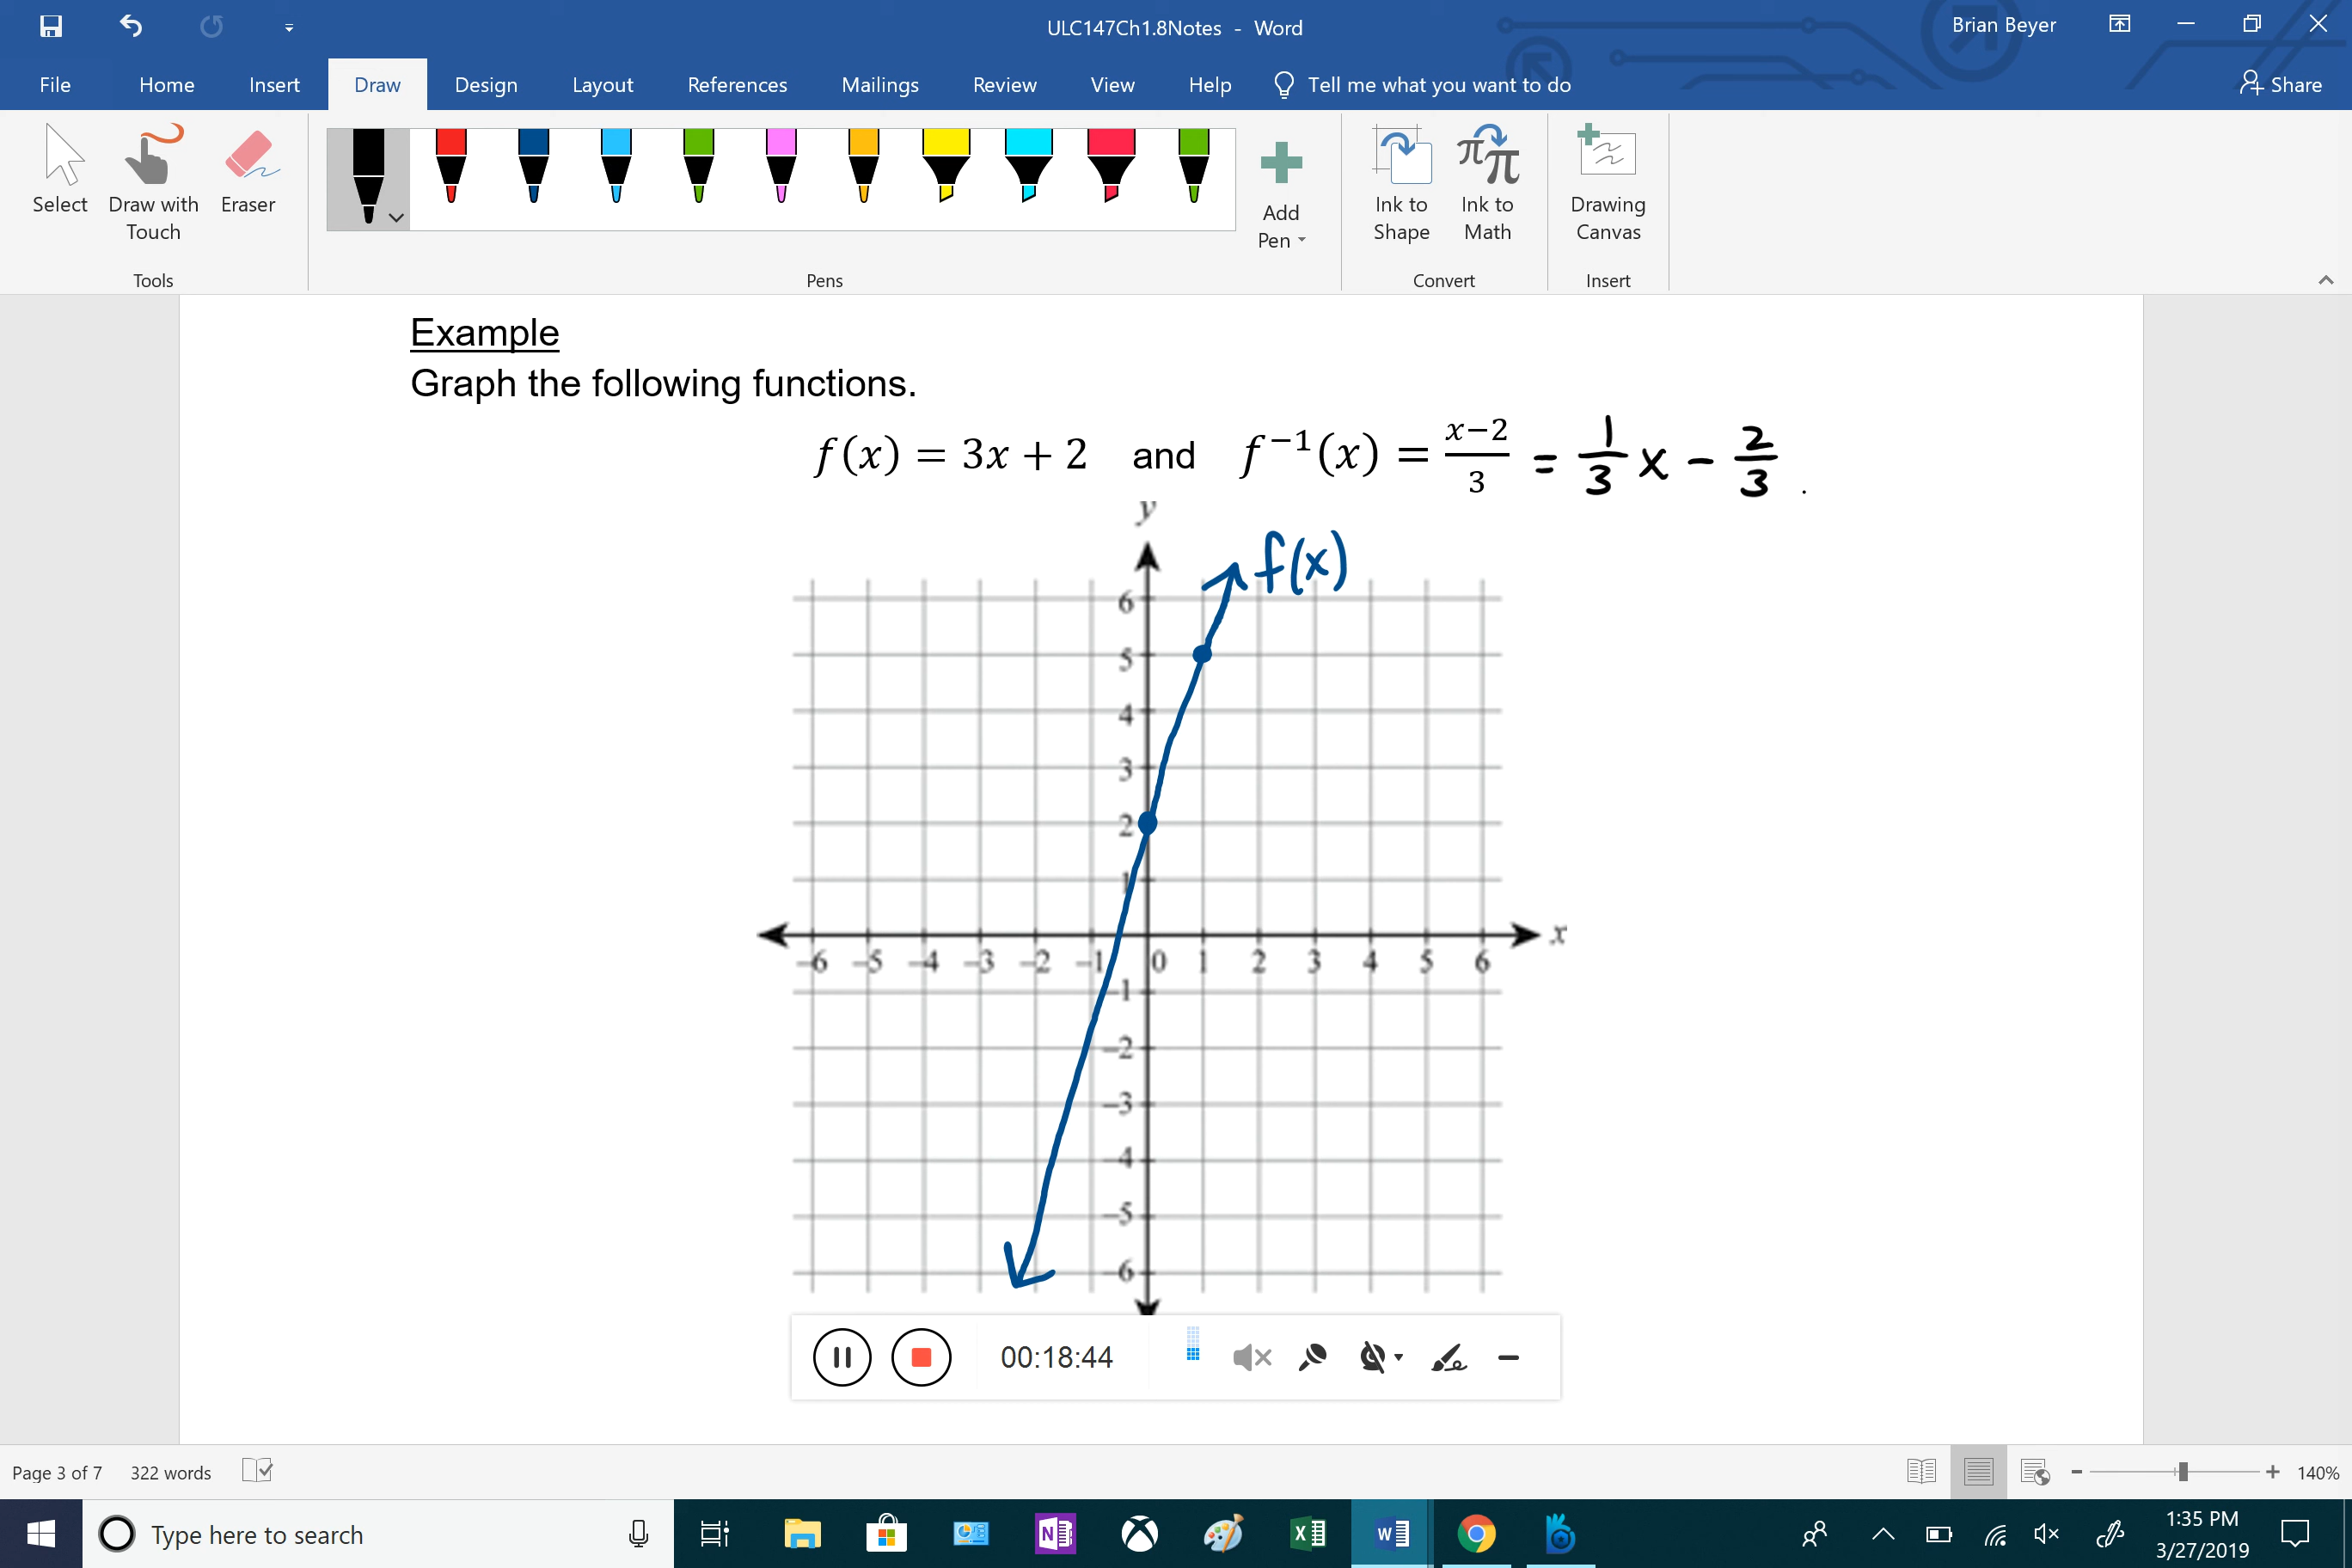 ULC147Ch1.8Notes - Word
Brian Beyer
File Home Insert Draw Design Layout References Mailings Review View Help Tell me what you want to do Share
Select Draw with Touch Eraser
Add Pen
Ink to Shape Ink to Math
Drawing Canvas
Tools Pens Convert Insert
Example
Graph the following functions.
f(x) = 3x + 2 and f⁻¹(x) = (x−2)/3 = 1/3 x − 2/3 .
y
f(x)
6
5
4
3
2
1
x
−6 −5 −4 −3 −2 −1 0 1 2 3 4 5 6
−1
−2
−3
−4
−5
−6
00:18:44
Page 3 of 7 322 words 140%
Type here to search
1:35 PM
3/27/2019